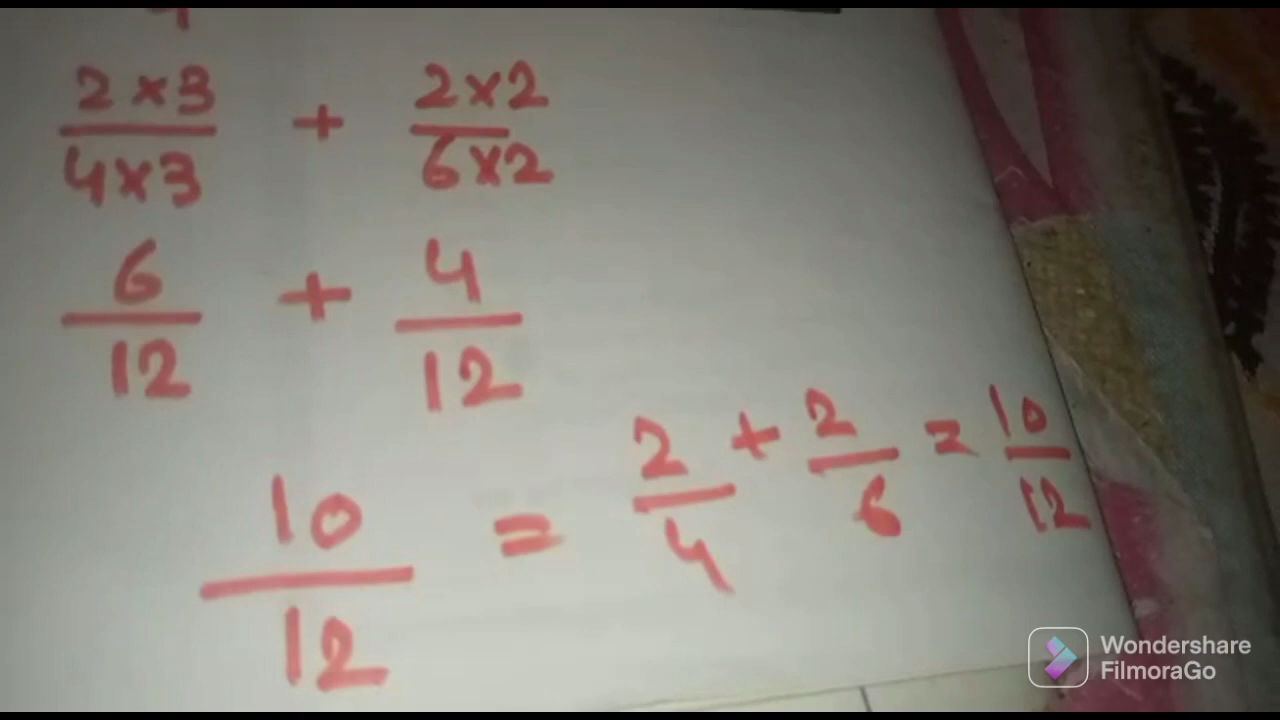 2×3/4×3 + 2×2/6×2
6/12 + 4/12
10/12 = 2/4 + 2/6 = 10/12
Wondershare
FilmoraGo